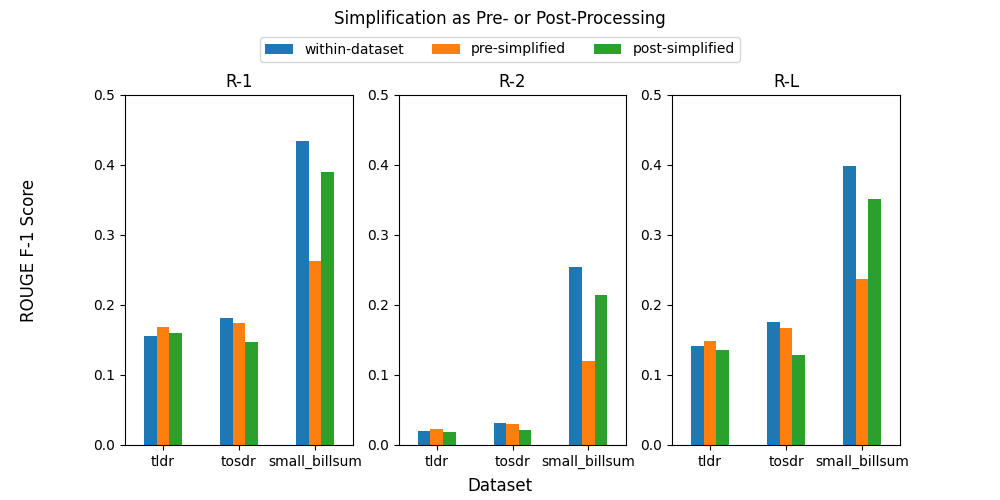 Simplification as Pre- or Post-Processing
within-dataset pre-simplified post-simplified
R-1 R-2 R-L
ROUGE F-1 Score
0.5 0.5 0.5
0.4 0.4 0.4
0.3 0.3 0.3
0.2 0.2 0.2
0.1 0.1 0.1
0.0 0.0 0.0
tldr tosdr small_billsum tldr tosdr small_billsum tldr tosdr small_billsum
Dataset